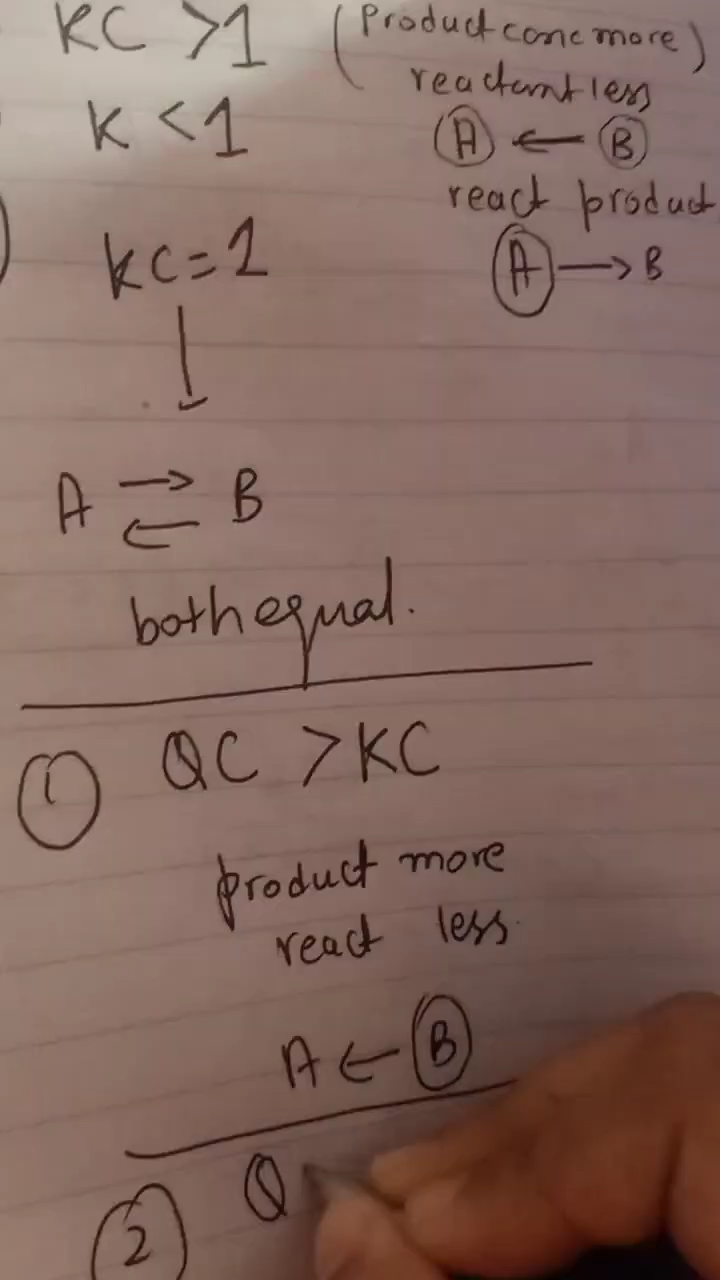 KC >1 (Product conc more)
reactant less
K <1 A ← B
react product
KC=1 A → B
A ⇌ B
both equal.
1 QC >KC
product more
react less
A ← B
2 Q